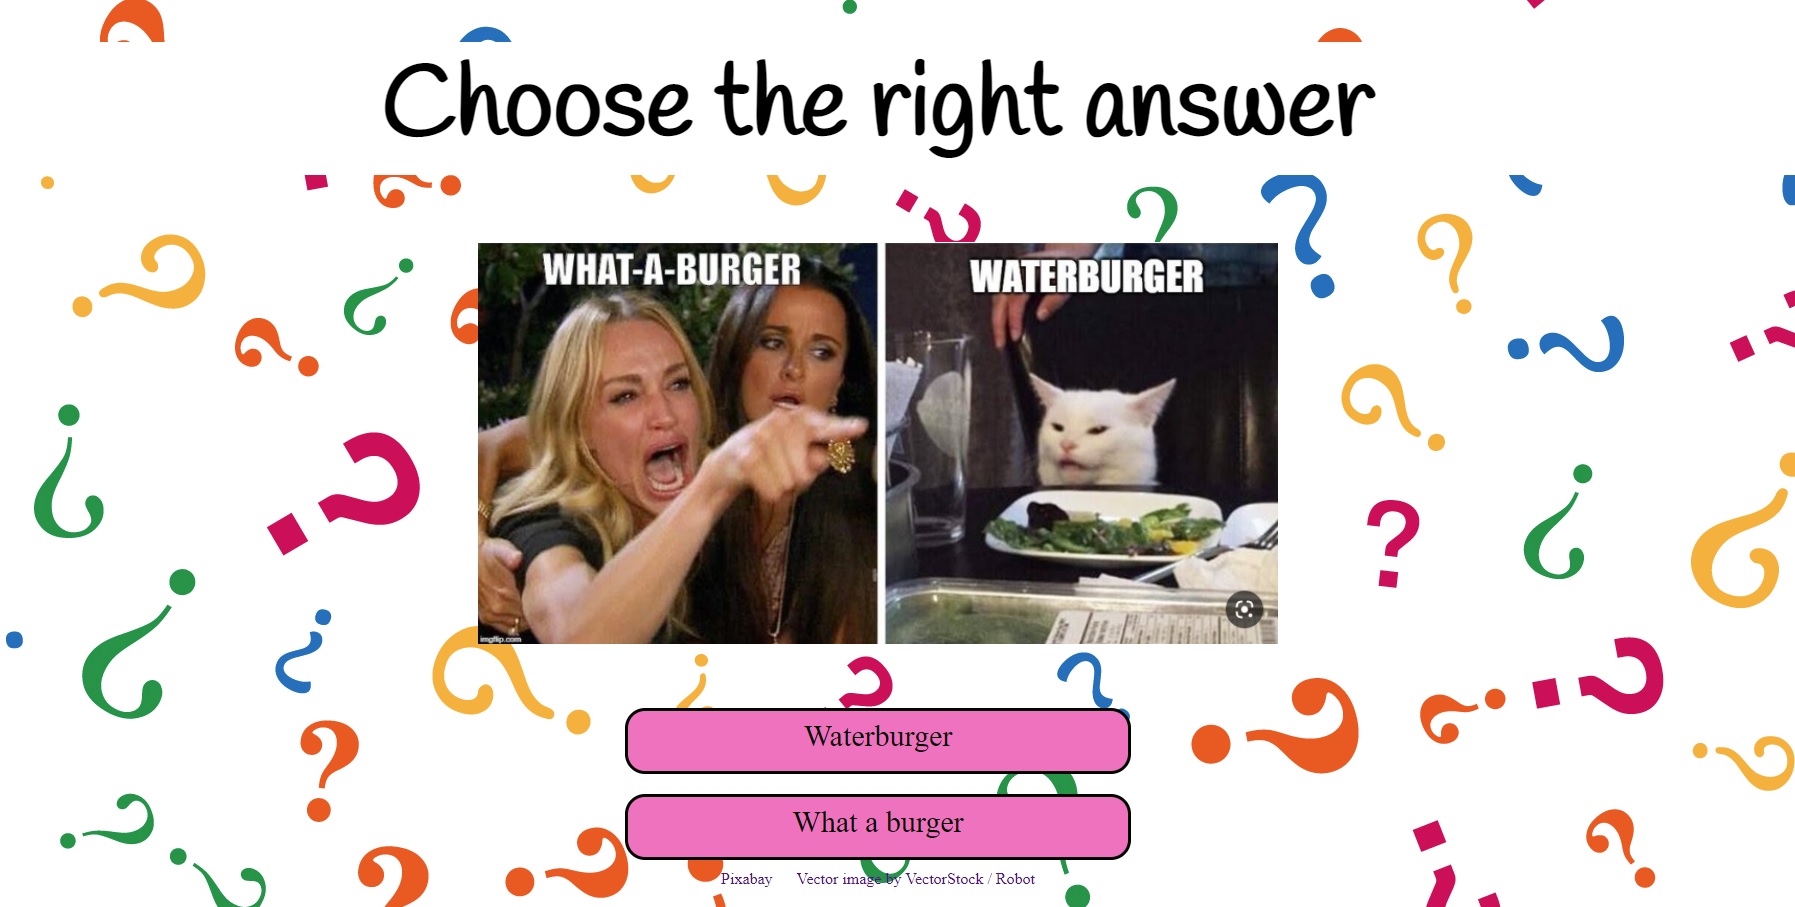 Choose the right answer
WHAT-A-BURGER
WATERBURGER
imgflip.com
Waterburger
What a burger
Pixabay Vector image by VectorStock / Robot